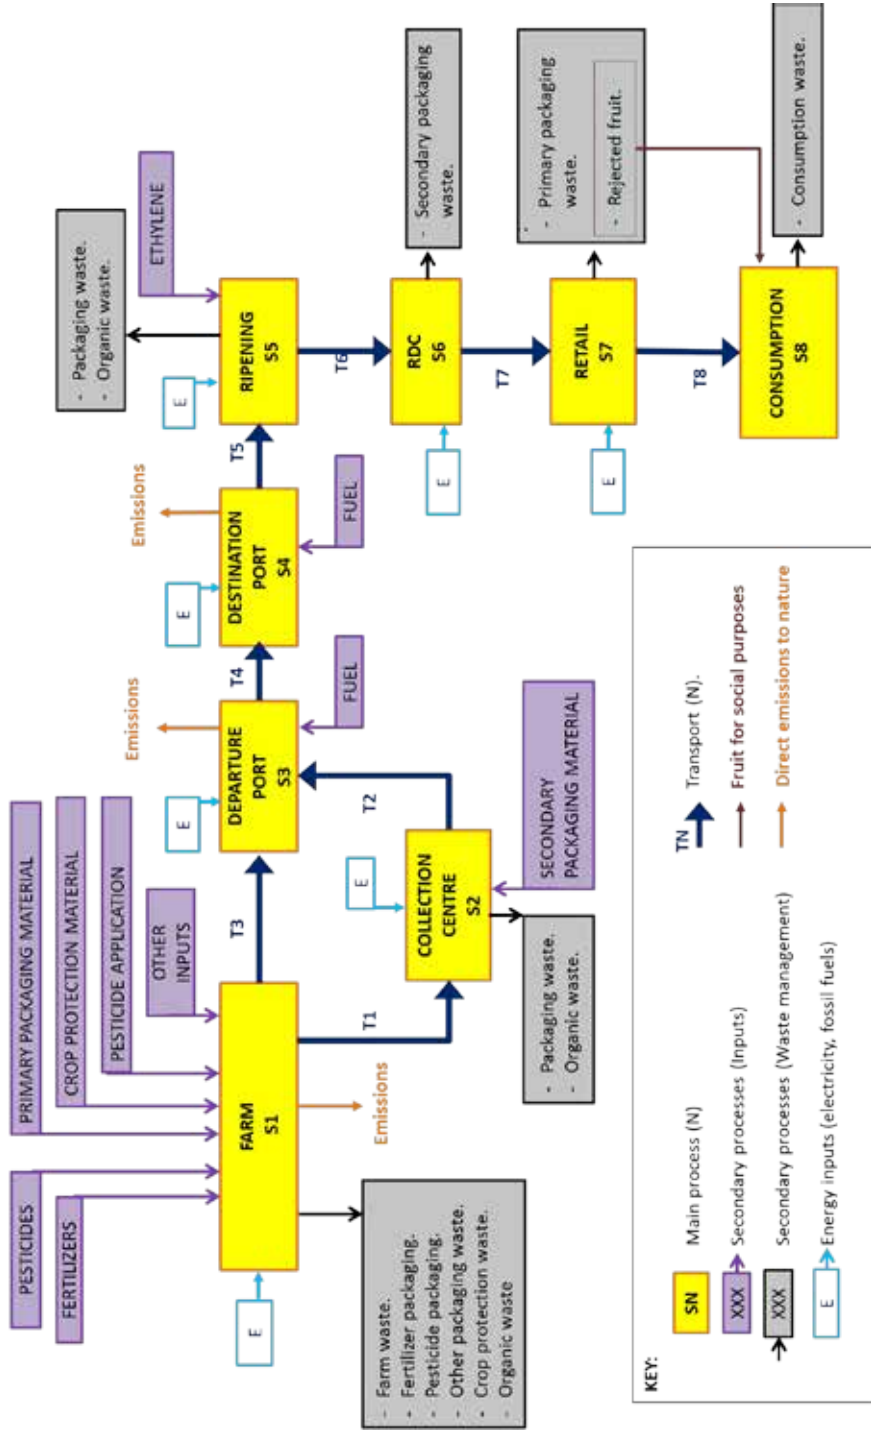 PESTICIDES
FERTILIZERS
PRIMARY PACKAGING MATERIAL
CROP PROTECTION MATERIAL
PESTICIDE APPLICATION
OTHER
INPUTS
E
FARM
S1
Emissions
- Farm waste.
- Fertilizer packaging.
- Pesticide packaging.
- Other packaging waste.
- Crop protection waste.
- Organic waste
T1
T3
E
COLLECTION
CENTRE
S2
- Packaging waste.
- Organic waste.
SECONDARY
PACKAGING MATERIAL
T2
E
Emissions
DEPARTURE
PORT
S3
FUEL
T4
E
Emissions
DESTINATION
PORT
S4
FUEL
T5
- Packaging waste.
- Organic waste.
E
ETHYLENE
RIPENING
S5
T6
E
RDC
S6
- Secondary packaging
waste.
T7
E
RETAIL
S7
- Primary packaging
waste.
- Rejected fruit.
T8
CONSUMPTION
S8
- Consumption waste.
KEY:
SN
Main process (N)
XXX
Secondary processes (Inputs)
XXX
Secondary processes (Waste management)
E
Energy inputs (electricity, fossil fuels)
TN
Transport (N).
Fruit for social purposes
Direct emissions to nature